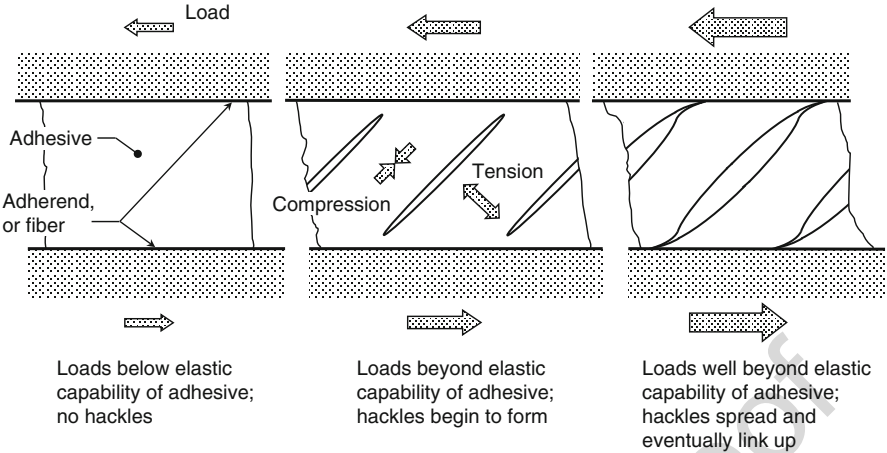 Load
Adhesive
Adherend,
or fiber
Compression
Tension
Loads below elastic
capability of adhesive;
no hackles
Loads beyond elastic
capability of adhesive;
hackles begin to form
Loads well beyond elastic
capability of adhesive;
hackles spread and
eventually link up